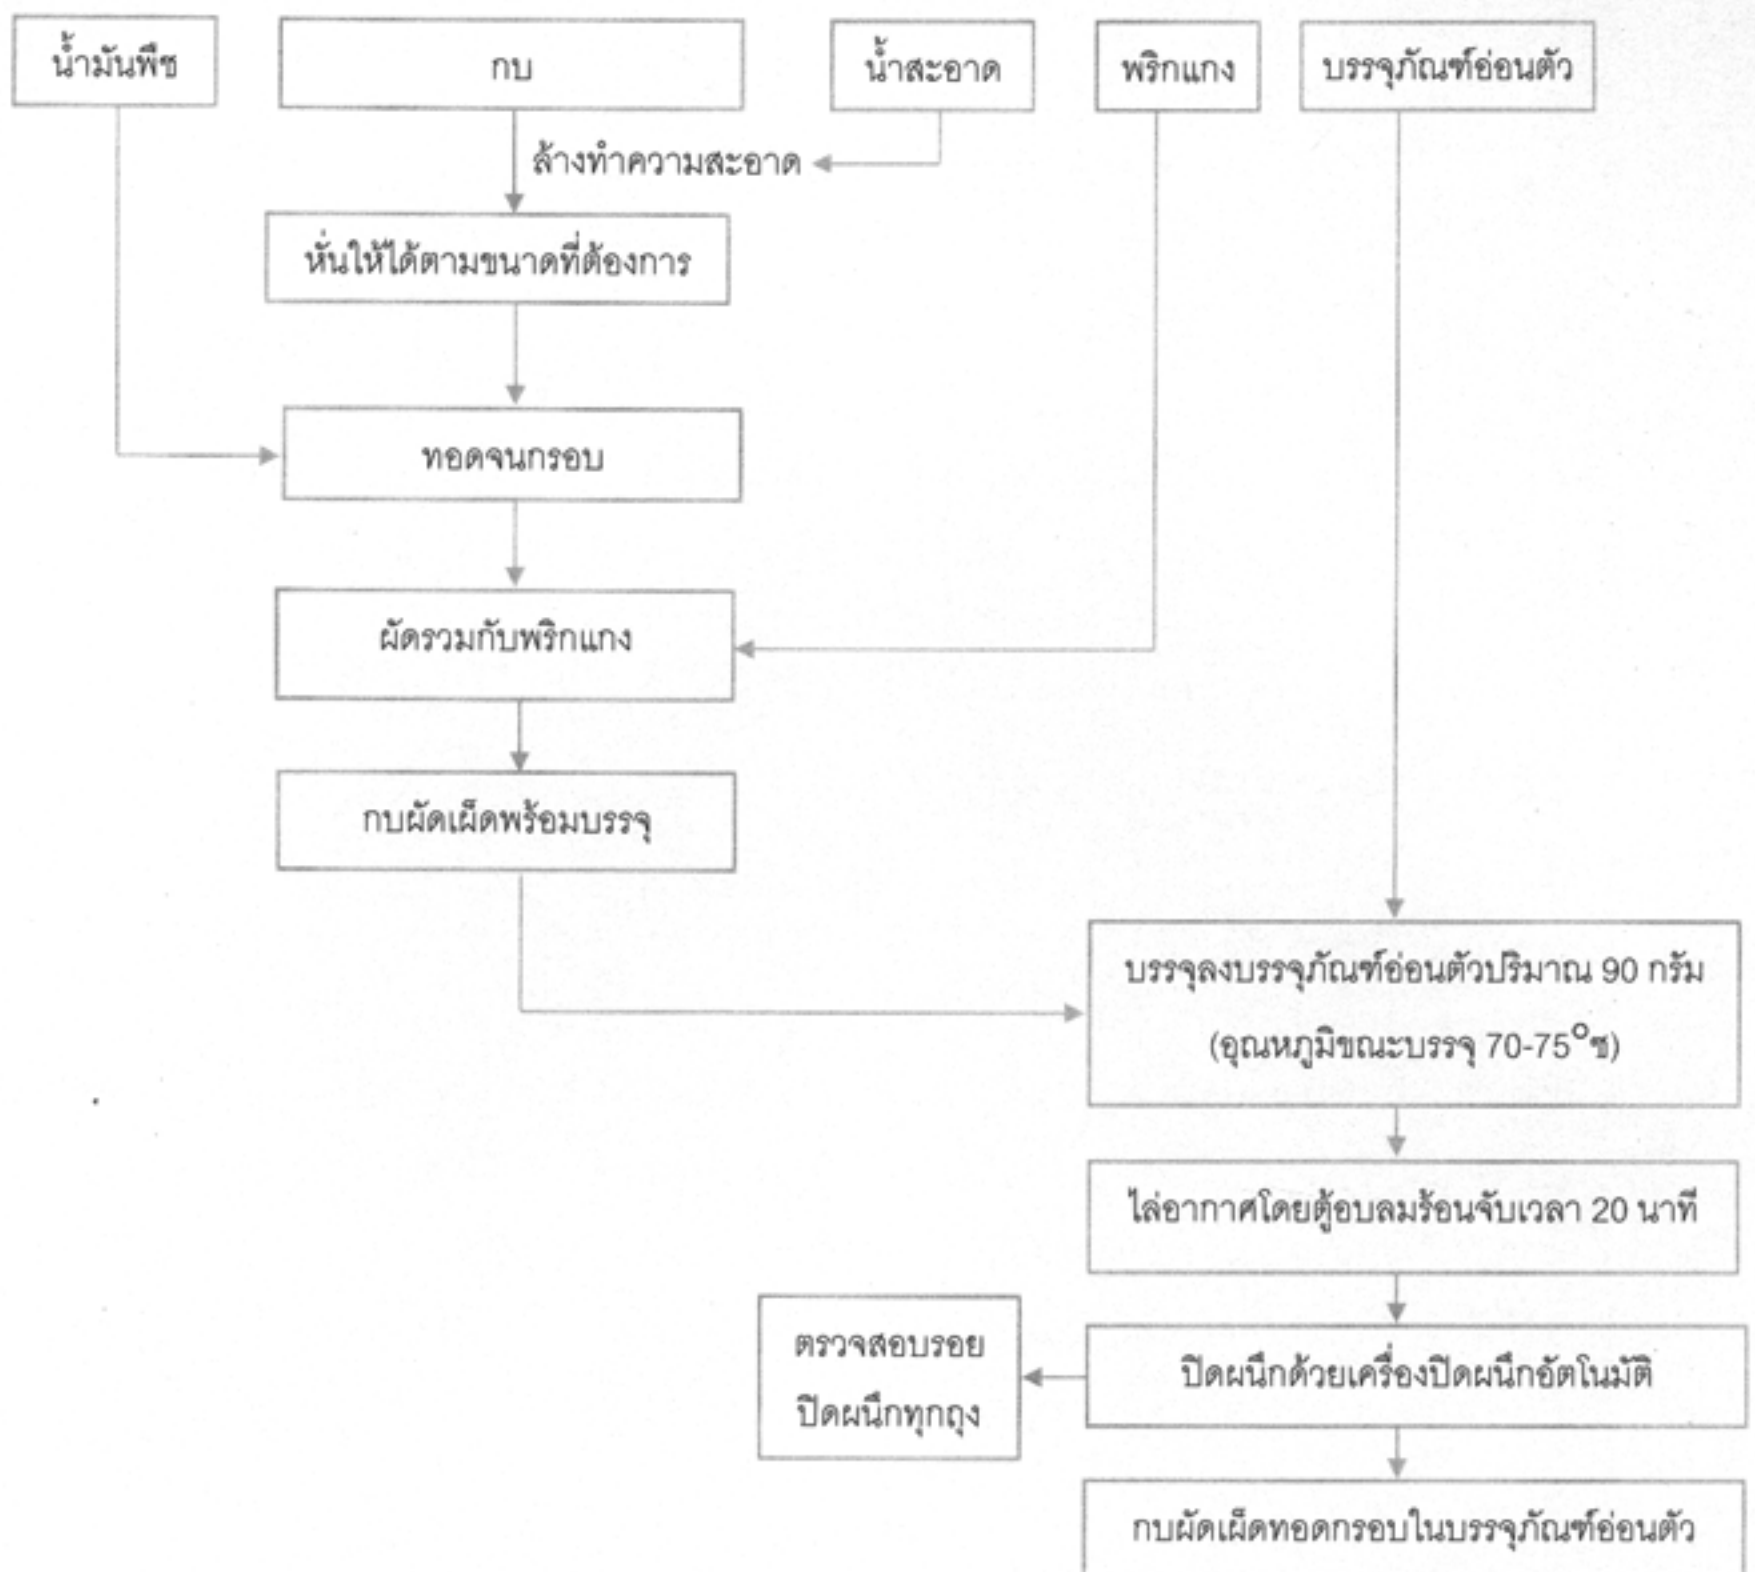 น้ำมันพืช
กบ
น้ำสะอาด
พริกแกง
บรรจุภัณฑ์อ่อนตัว
ล้างทำความสะอาด
หั่นให้ได้ตามขนาดที่ต้องการ
ทอดจนกรอบ
ผัดรวมกับพริกแกง
กบผัดเผ็ดพร้อมบรรจุ
บรรจุลงบรรจุภัณฑ์อ่อนตัวปริมาณ 90 กรัม
(อุณหภูมิขณะบรรจุ 70-75°ซ)
ไล่อากาศโดยตู้อบลมร้อนจับเวลา 20 นาที
ตรวจสอบรอย
ปิดผนึกทุกถุง
ปิดผนึกด้วยเครื่องปิดผนึกอัตโนมัติ
กบผัดเผ็ดทอดกรอบในบรรจุภัณฑ์อ่อนตัว